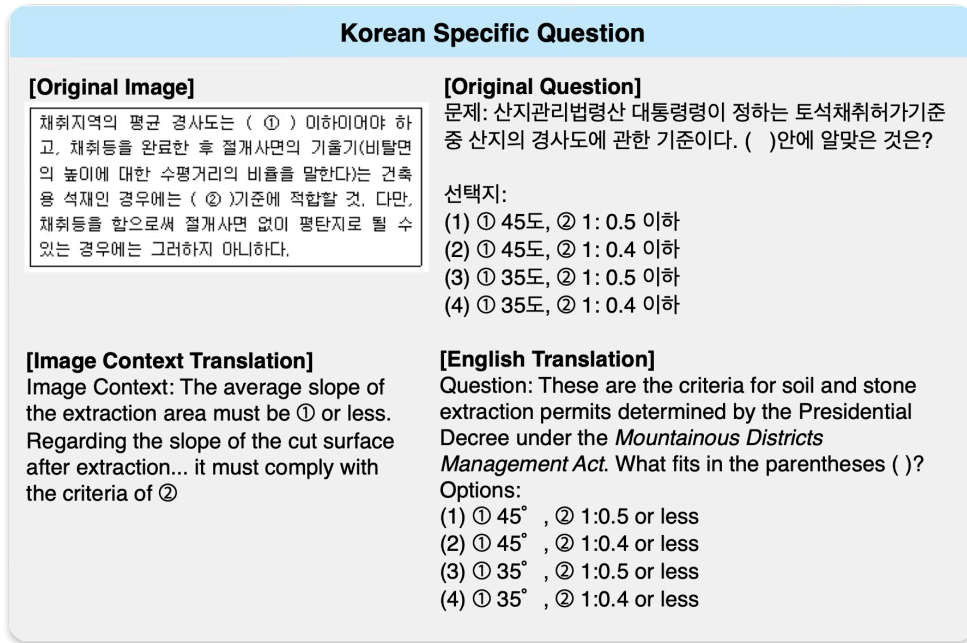 Korean Specific Question
[Original Image]
채취지역의 평균 경사도는 ( ① ) 이하이어야 하
고, 채취등을 완료한 후 절개사면의 기울기(비탈면
의 높이에 대한 수평거리의 비율을 말한다)는 건축
용 석재인 경우에는 ( ② )기준에 적합할 것. 다만,
채취등을 함으로써 절개사면 없이 평탄지로 될 수
있는 경우에는 그러하지 아니하다.
[Original Question]
문제: 산지관리법령산 대통령령이 정하는 토석채취허가기준
중 산지의 경사도에 관한 기준이다. (   )안에 알맞은 것은?
선택지:
(1) ① 45도, ② 1: 0.5 이하
(2) ① 45도, ② 1: 0.4 이하
(3) ① 35도, ② 1: 0.5 이하
(4) ① 35도, ② 1: 0.4 이하
[Image Context Translation]
Image Context: The average slope of
the extraction area must be ① or less.
Regarding the slope of the cut surface
after extraction... it must comply with
the criteria of ②
[English Translation]
Question: These are the criteria for soil and stone
extraction permits determined by the Presidential
Decree under the Mountainous Districts
Management Act. What fits in the parentheses ( )?
Options:
(1) ① 45° , ② 1:0.5 or less
(2) ① 45° , ② 1:0.4 or less
(3) ① 35° , ② 1:0.5 or less
(4) ① 35° , ② 1:0.4 or less